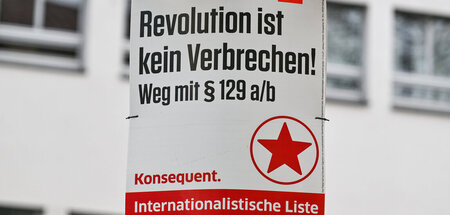 Revolution ist
kein Verbrechen!
Weg mit § 129 a/b
Konsequent.
Internationalistische Liste